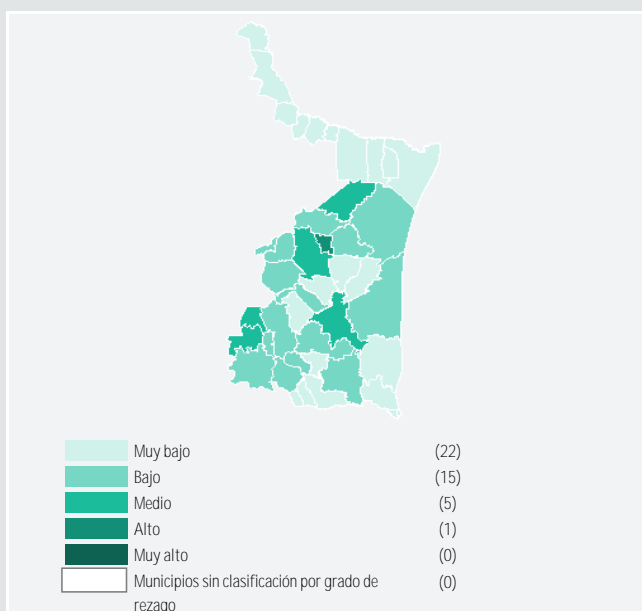 Muy bajo (22)
Bajo (15)
Medio (5)
Alto (1)
Muy alto (0)
Municipios sin clasificación por grado de (0)
rezago